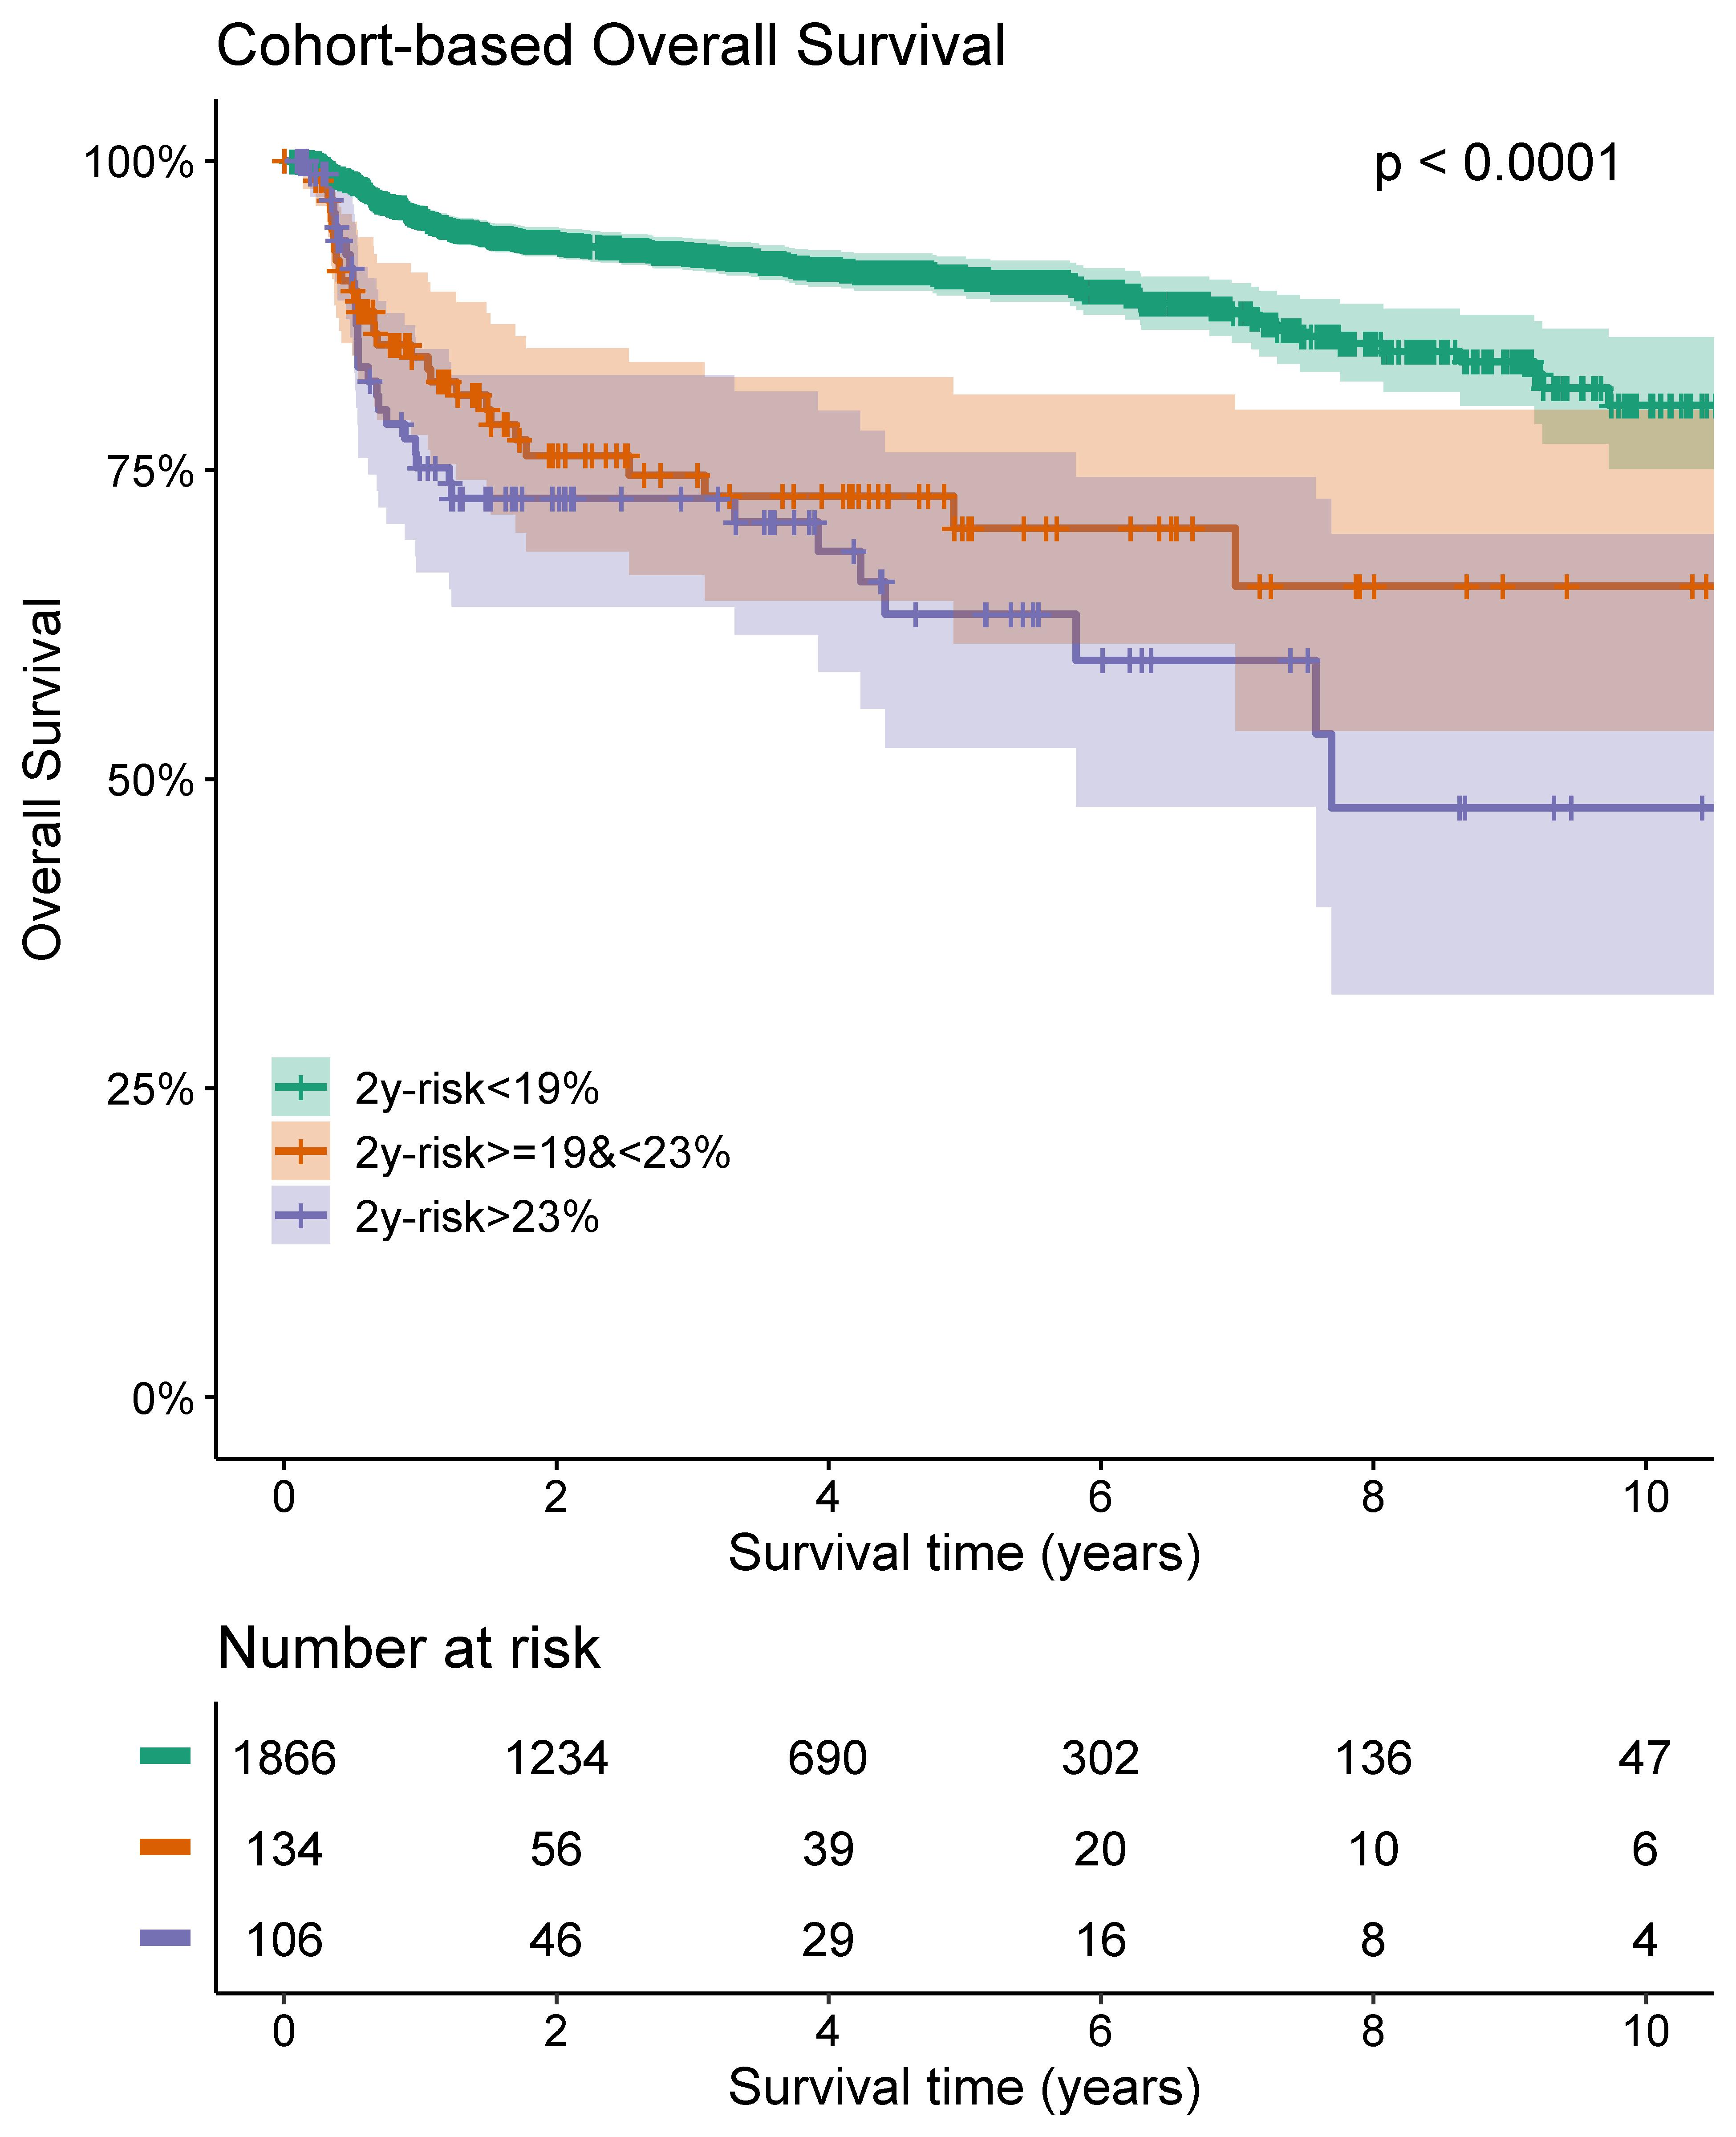 Cohort-based Overall Survival
p < 0.0001
100%
75%
50%
25%
0%
Overall Survival
2y-risk<19%
2y-risk>=19&<23%
2y-risk>23%
0 2 4 6 8 10
Survival time (years)
Number at risk
1866 1234 690 302 136 47
134 56 39 20 10 6
106 46 29 16 8 4
0 2 4 6 8 10
Survival time (years)